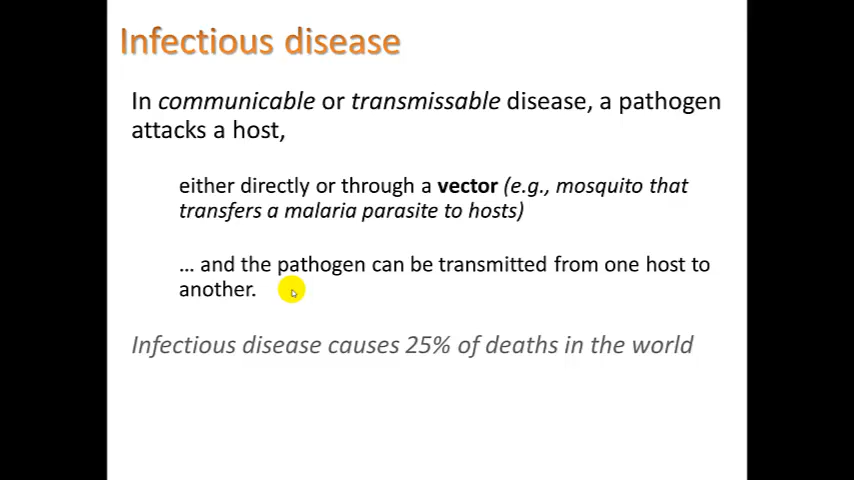 Infectious disease
In communicable or transmissable disease, a pathogen
attacks a host,
either directly or through a vector (e.g., mosquito that
transfers a malaria parasite to hosts)
… and the pathogen can be transmitted from one host to
another.
Infectious disease causes 25% of deaths in the world